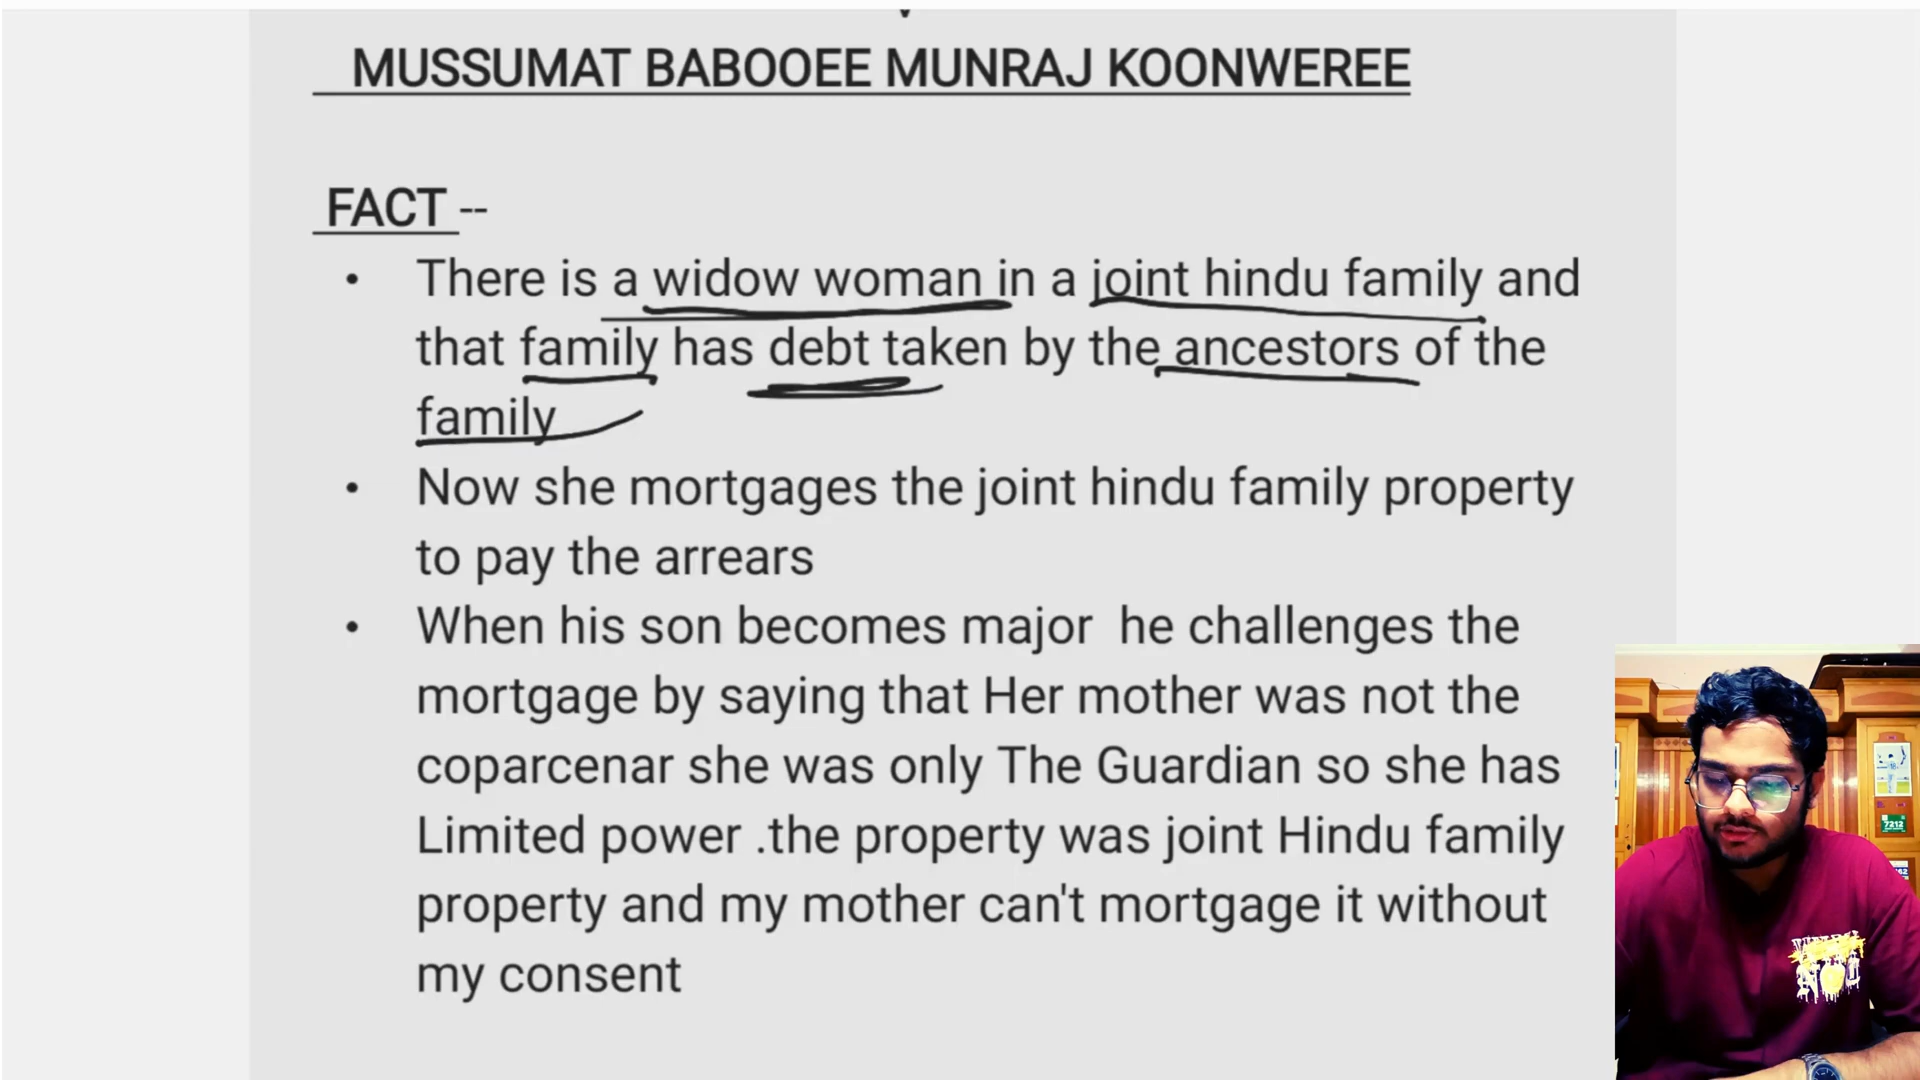 MUSSUMAT BABOOEE MUNRAJ KOONWEREE
FACT --
• There is a widow woman in a joint hindu family and
that family has debt taken by the ancestors of the
family
• Now she mortgages the joint hindu family property
to pay the arrears
• When his son becomes major he challenges the
mortgage by saying that Her mother was not the
coparcenar she was only The Guardian so she has
Limited power .the property was joint Hindu family
property and my mother can't mortgage it without
my consent
7212